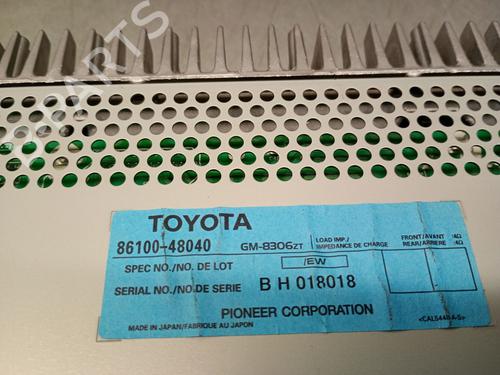 TOYOTA
86100-48040 GM-8306ZT
LOAD IMP./ IMPEDANCE DE CHARGE
FRONT/AVANT :4Ω
REAR/ARRIERE :4Ω
SPEC NO./NO. DE LOT /EW
SERIAL NO./NO.DE SERIE B H 018018
PIONEER CORPORATION
MADE IN JAPAN/FABRIQUE AU JAPON